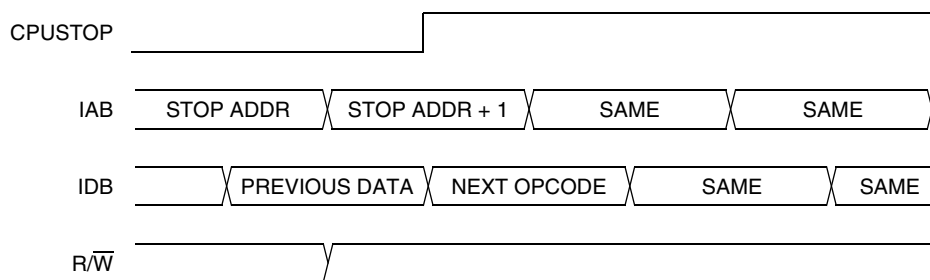 CPUSTOP
IAB STOP ADDR STOP ADDR + 1 SAME SAME
IDB PREVIOUS DATA NEXT OPCODE SAME SAME
R/W̅